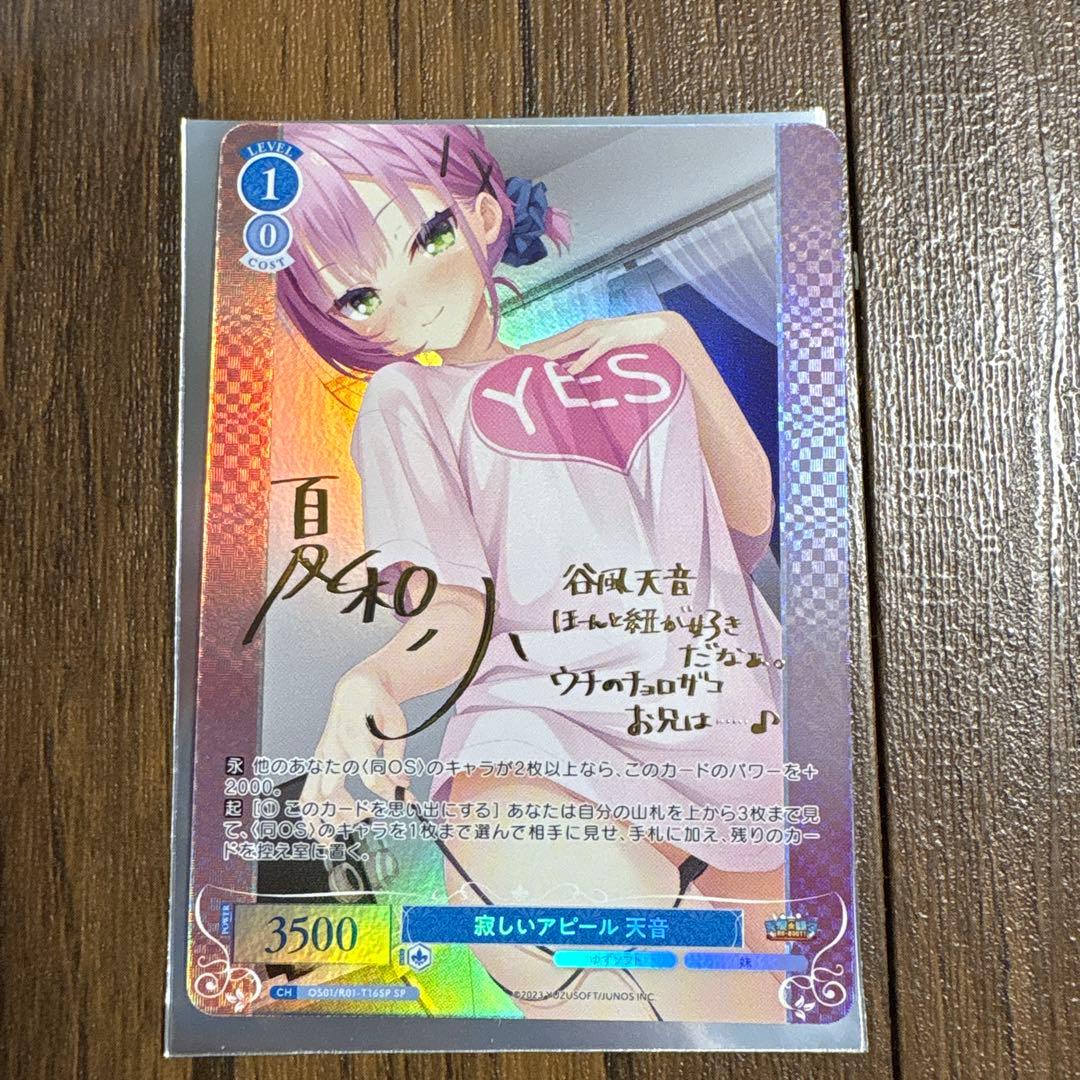 LEVEL
1
0
COST
YES
夏和小
谷風天音
ほーんと紐が好き
だなぁ。
ウチのチョロザコ
お兄は……♪
永 他のあなたの〈同OS〉のキャラが2枚以上なら、このカードのパワーを+
2000。
起 [① このカードを思い出にする] あなたは自分の山札を上から3枚まで見
て、〈同OS〉のキャラを1枚まで選んで相手に見せ、手札に加え、残りのカー
ドを控え室に置く。
POWER
3500
寂しいアピール 天音
ゆずソフト
妹
CH OS01/R01-T16SP SP
©2023 YUZUSOFT/JUNOS INC.